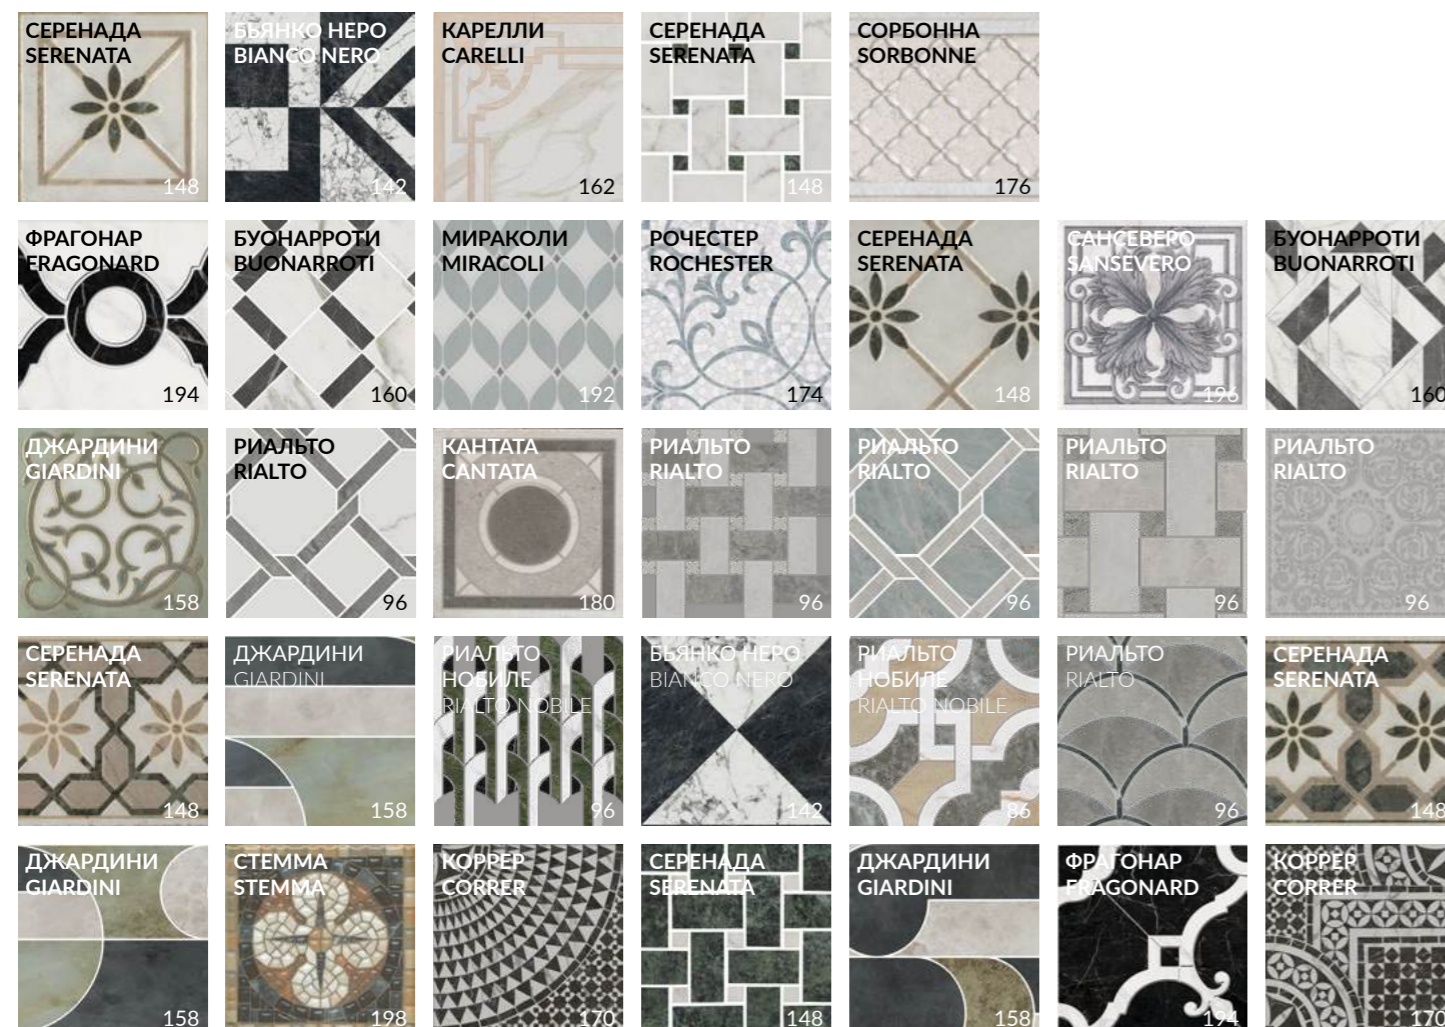 СЕРЕНАДА
SERENATA
148
БЬЯНКО НЕРО
BIANCO NERO
142
КАРЕЛЛИ
CARELLI
162
СЕРЕНАДА
SERENATA
148
СОРБОННА
SORBONNE
176
ФРАГОНАР
FRAGONARD
194
БУОНАРРОТИ
BUONARROTI
160
МИРАКОЛИ
MIRACOLI
192
РОЧЕСТЕР
ROCHESTER
174
СЕРЕНАДА
SERENATA
148
САНСЕВЕРО
SANSEVERO
196
БУОНАРРОТИ
BUONARROTI
160
ДЖАРДИНИ
GIARDINI
158
РИАЛЬТО
RIALTO
96
КАНТАТА
CANTATA
180
РИАЛЬТО
RIALTO
96
РИАЛЬТО
RIALTO
96
РИАЛЬТО
RIALTO
96
РИАЛЬТО
RIALTO
96
СЕРЕНАДА
SERENATA
148
ДЖАРДИНИ
GIARDINI
158
РИАЛЬТО
НОБИЛЕ
RIALTO NOBILE
96
БЬЯНКО НЕРО
BIANCO NERO
142
РИАЛЬТО
НОБИЛЕ
RIALTO NOBILE
86
РИАЛЬТО
RIALTO
96
СЕРЕНАДА
SERENATA
148
ДЖАРДИНИ
GIARDINI
158
СТЕММА
STEMMA
198
КОРРЕР
CORRER
170
СЕРЕНАДА
SERENATA
148
ДЖАРДИНИ
GIARDINI
158
ФРАГОНАР
FRAGONARD
194
КОРРЕР
CORRER
170